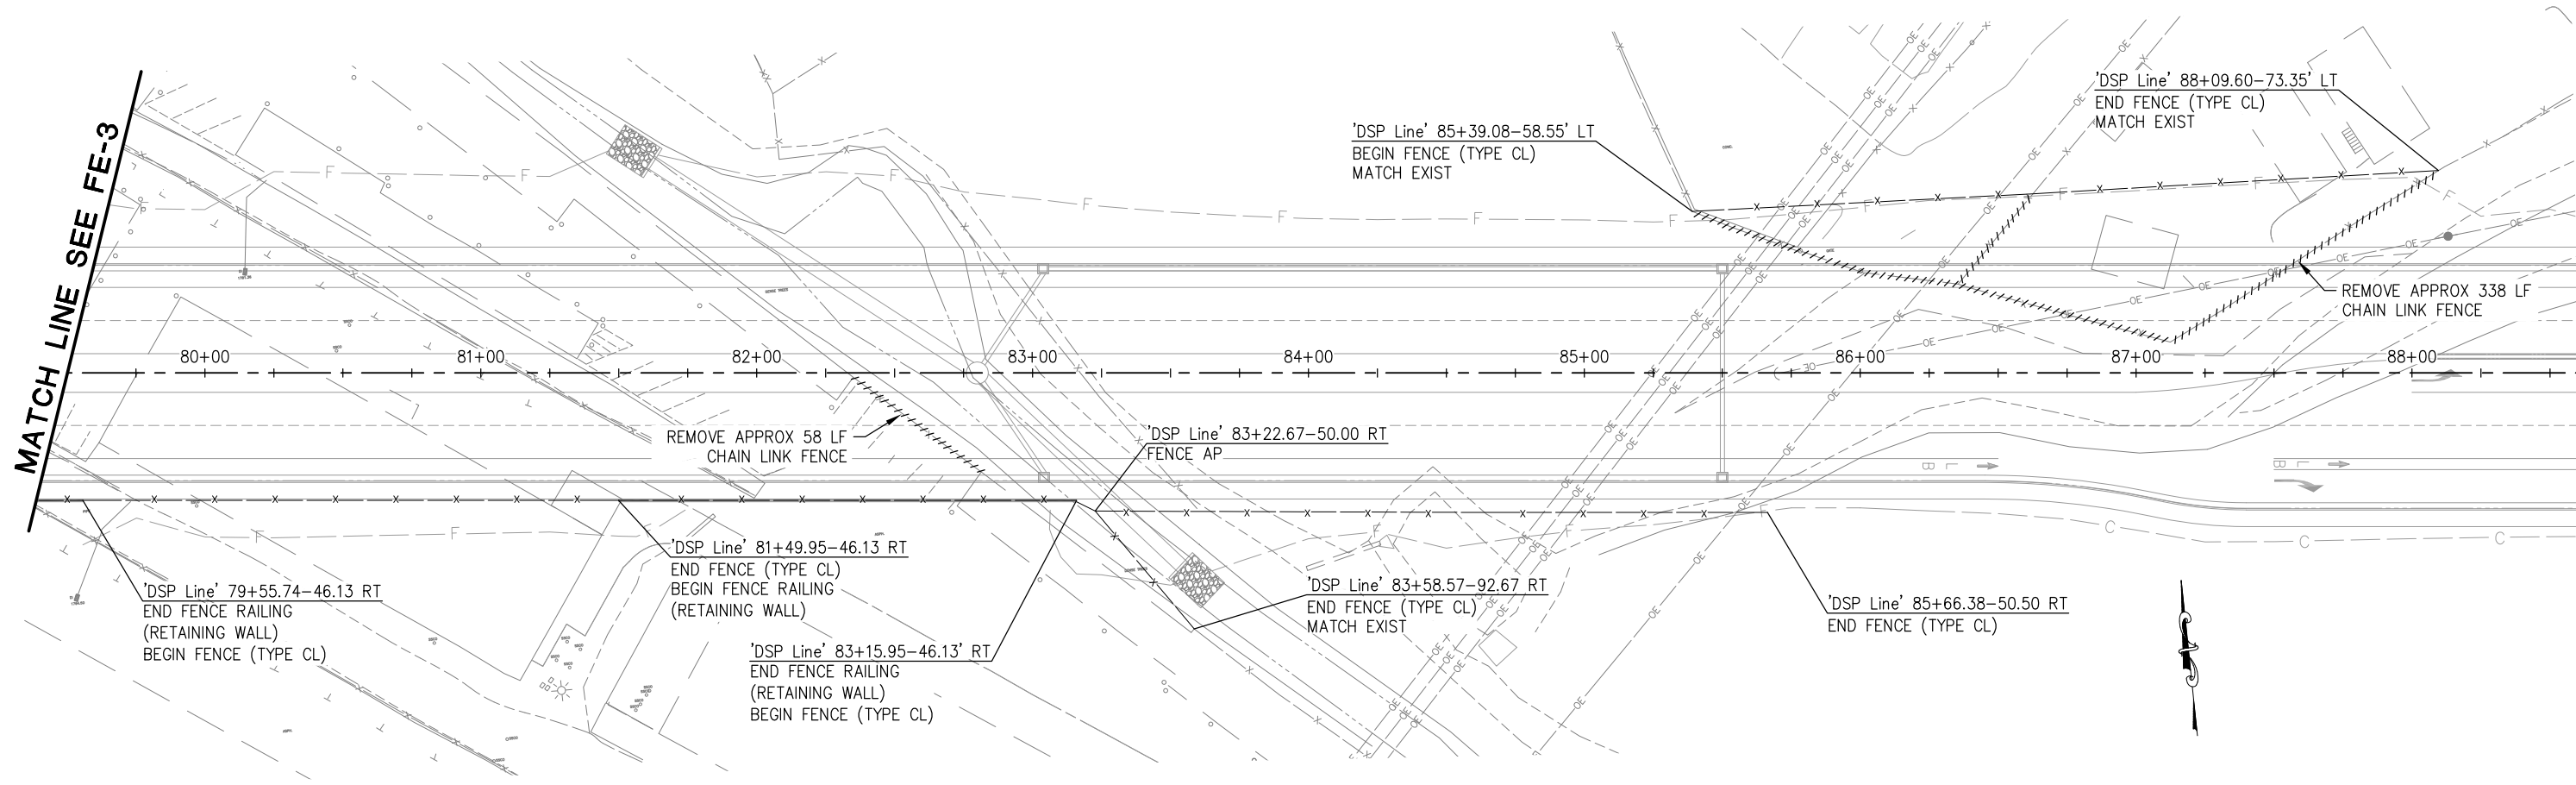 MATCH LINE SEE FE-3
'DSP Line' 85+39.08-58.55' LT
BEGIN FENCE (TYPE CL)
MATCH EXIST
'DSP Line' 88+09.60-73.35' LT
END FENCE (TYPE CL)
MATCH EXIST
REMOVE APPROX 338 LF
CHAIN LINK FENCE
80+00
81+00
82+00
83+00
84+00
85+00
86+00
87+00
88+00
REMOVE APPROX 58 LF
CHAIN LINK FENCE
'DSP Line' 83+22.67-50.00 RT
FENCE AP
'DSP Line' 79+55.74-46.13 RT
END FENCE RAILING
(RETAINING WALL)
BEGIN FENCE (TYPE CL)
'DSP Line' 81+49.95-46.13 RT
END FENCE (TYPE CL)
BEGIN FENCE RAILING
(RETAINING WALL)
'DSP Line' 83+15.95-46.13' RT
END FENCE RAILING
(RETAINING WALL)
BEGIN FENCE (TYPE CL)
'DSP Line' 83+58.57-92.67 RT
END FENCE (TYPE CL)
MATCH EXIST
'DSP Line' 85+66.38-50.50 RT
END FENCE (TYPE CL)